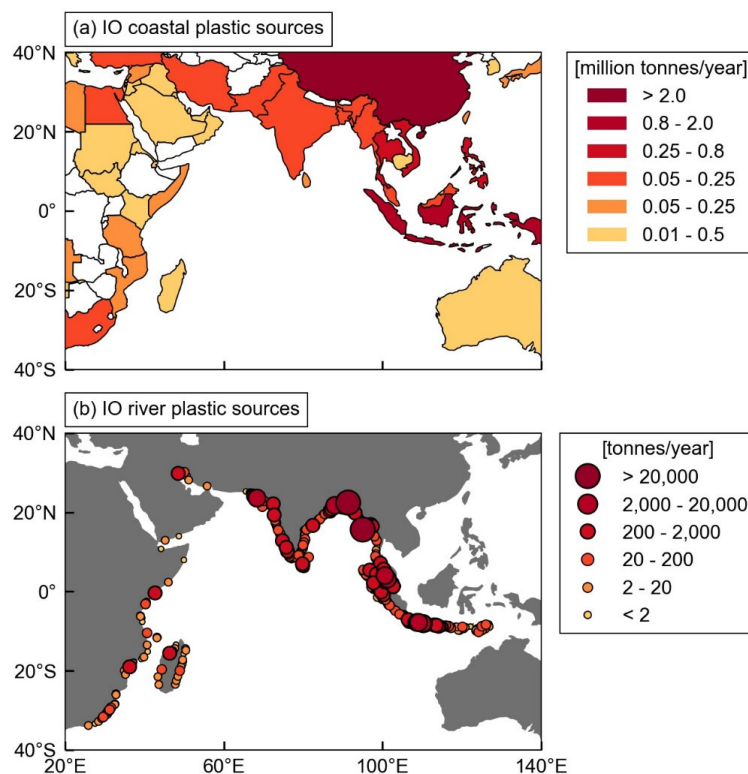 (a) IO coastal plastic sources
40°N
20°N
0°
20°S
40°S
[million tonnes/year]
> 2.0
0.8 - 2.0
0.25 - 0.8
0.05 - 0.25
0.05 - 0.25
0.01 - 0.5
60°E
100°E
(b) IO river plastic sources
40°N
20°N
0°
20°S
40°S
20°E
60°E
100°E
140°E
[tonnes/year]
> 20,000
2,000 - 20,000
200 - 2,000
20 - 200
2 - 20
< 2